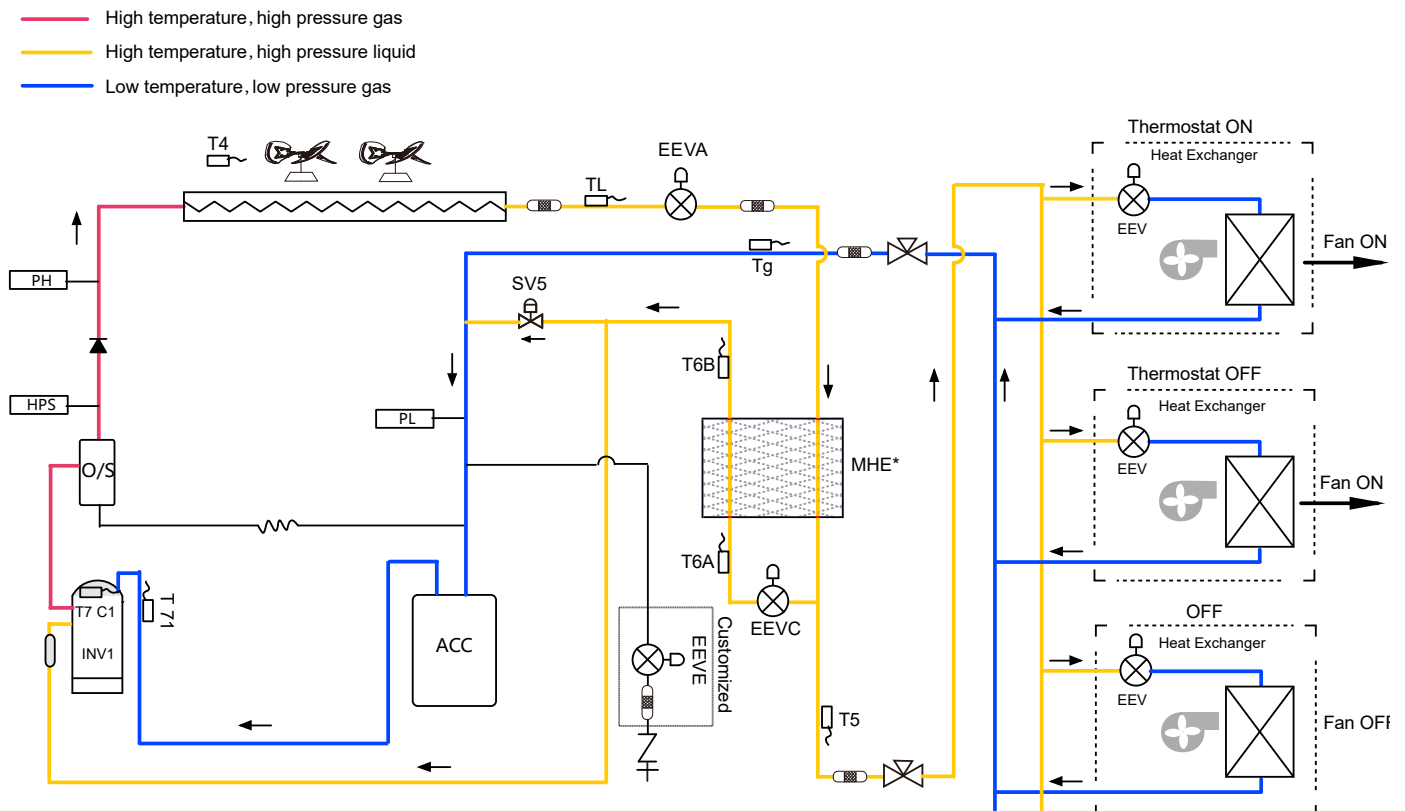 High temperature, high pressure gas
High temperature, high pressure liquid
Low temperature, low pressure gas
Thermostat ON
Heat Exchanger
T4
EEVA
TL
EEV
Fan ON
Tg
PH
SV5
T6B
Thermostat OFF
Heat Exchanger
HPS
PL
EEV
MHE*
O/S
Fan ON
T6A
T71
T7 C1
INV1
ACC
EEVC
Customized
EEVE
OFF
Heat Exchanger
EEV
T5
Fan OFF